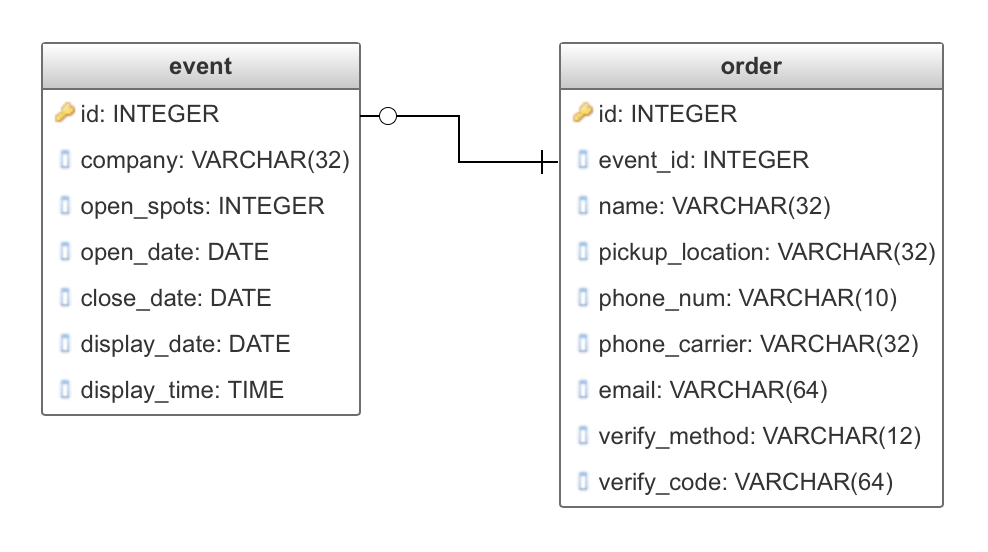 event
id: INTEGER
company: VARCHAR(32)
open_spots: INTEGER
open_date: DATE
close_date: DATE
display_date: DATE
display_time: TIME
order
id: INTEGER
event_id: INTEGER
name: VARCHAR(32)
pickup_location: VARCHAR(32)
phone_num: VARCHAR(10)
phone_carrier: VARCHAR(32)
email: VARCHAR(64)
verify_method: VARCHAR(12)
verify_code: VARCHAR(64)